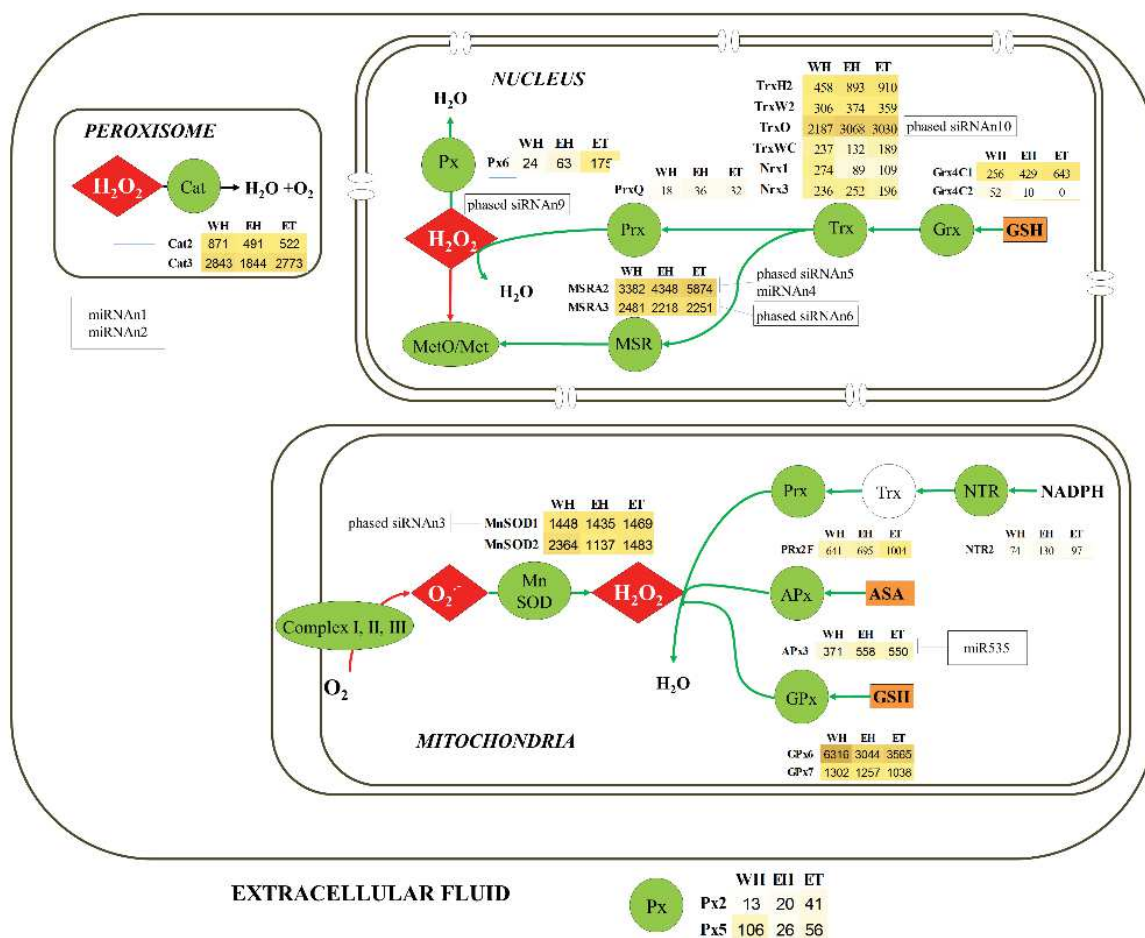 NUCLEUS
WH EH ET
TrxH2 458 893 910
TrxW2 306 374 359
TrxO 2187 3068 3030
TrxWC 237 132 189
Nrx1 274 89 109
Nrx3 236 252 196
phased siRNAn10
H2O
PEROXISOME
H2O2
Cat
H2O +O2
WH EH ET
Cat2 871 491 522
Cat3 2843 1844 2773
miRNAn1
miRNAn2
Px
WH EH ET
Px6 24 63 175
phased siRNAn9
WH EH ET
PrxQ 18 36 32
WH EH ET
Grx4C1 256 429 643
Grx4C2 52 10 0
H2O2
Prx
Trx
Grx
GSH
H2O
WH EH ET
MSRA2 3382 4348 5874
MSRA3 2481 2218 2251
phased siRNAn5
miRNAn4
phased siRNAn6
MetO/Met
MSR
phased siRNAn3
WH EH ET
MnSOD1 1448 1435 1469
MnSOD2 2364 1137 1483
Prx
Trx
NTR
NADPH
WH EH ET
PRx2F 641 695 1004
WH EH ET
NTR2 74 130 97
Complex I, II, III
O2
O2·-
Mn
SOD
H2O2
APx
ASA
WH EH ET
APx3 371 558 550
miR535
H2O
GPx
GSH
MITOCHONDRIA
WH EH ET
GPx6 6316 3044 3565
GPx7 1302 1257 1038
EXTRACELLULAR FLUID
Px
WH EH ET
Px2 13 20 41
Px5 106 26 56